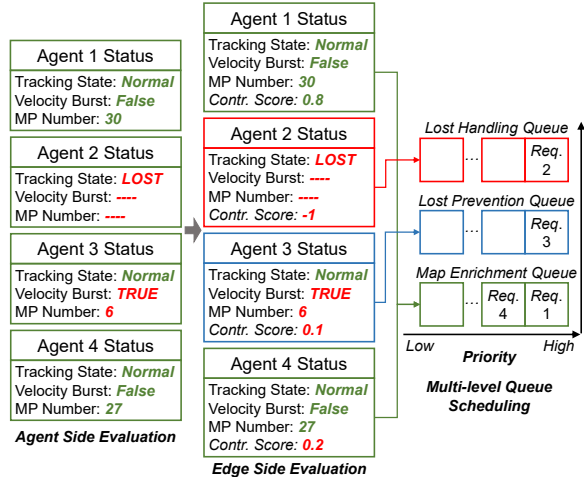 Agent 1 Status
Tracking State: Normal
Velocity Burst: False
MP Number: 30
Agent 2 Status
Tracking State: LOST
Velocity Burst: ----
MP Number: ----
Agent 3 Status
Tracking State: Normal
Velocity Burst: TRUE
MP Number: 6
Agent 4 Status
Tracking State: Normal
Velocity Burst: False
MP Number: 27
Agent Side Evaluation
Agent 1 Status
Tracking State: Normal
Velocity Burst: False
MP Number: 30
Contr. Score: 0.8
Agent 2 Status
Tracking State: LOST
Velocity Burst: ----
MP Number: ----
Contr. Score: -1
Agent 3 Status
Tracking State: Normal
Velocity Burst: TRUE
MP Number: 6
Contr. Score: 0.1
Agent 4 Status
Tracking State: Normal
Velocity Burst: False
MP Number: 27
Contr. Score: 0.2
Edge Side Evaluation
Lost Handling Queue
...
Req.
2
Lost Prevention Queue
...
Req.
3
Map Enrichment Queue
...
Req.
4
Req.
1
Low
High
Priority
Multi-level Queue
Scheduling